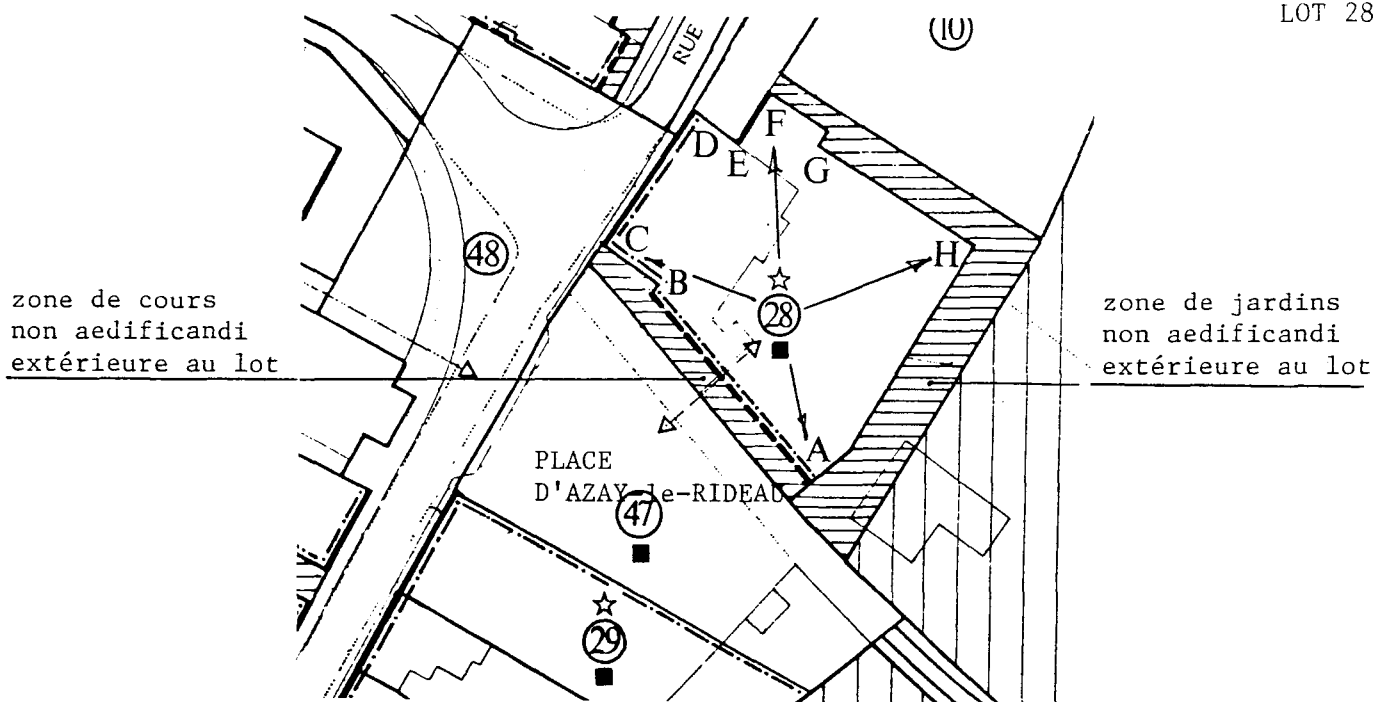 LOT 28
10
RUE
D
E
F
G
C
B
H
A
48
28
zone de cours
non aedificandi
extérieure au lot
zone de jardins
non aedificandi
extérieure au lot
PLACE
D'AZAY-le-RIDEAU
47
29